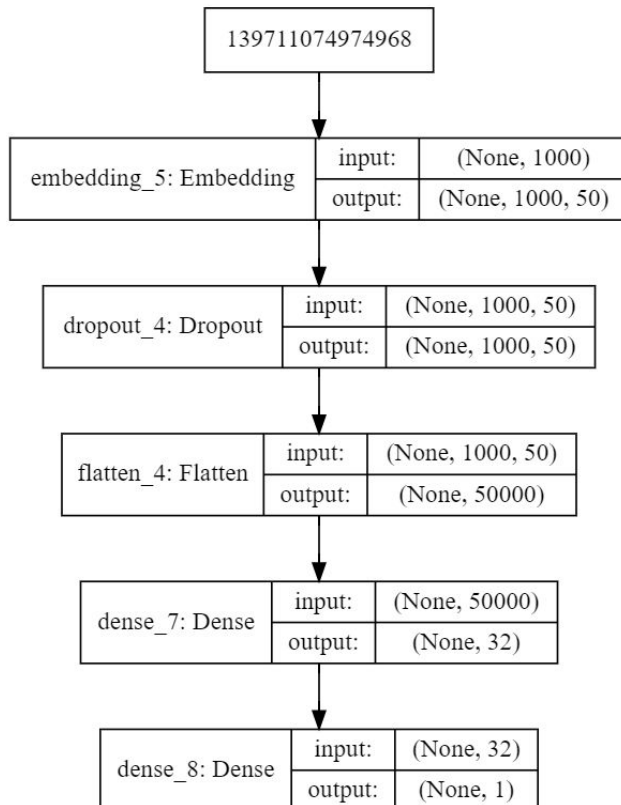 139711074974968
embedding_5: Embedding
input: (None, 1000)
output: (None, 1000, 50)
dropout_4: Dropout
input: (None, 1000, 50)
output: (None, 1000, 50)
flatten_4: Flatten
input: (None, 1000, 50)
output: (None, 50000)
dense_7: Dense
input: (None, 50000)
output: (None, 32)
dense_8: Dense
input: (None, 32)
output: (None, 1)